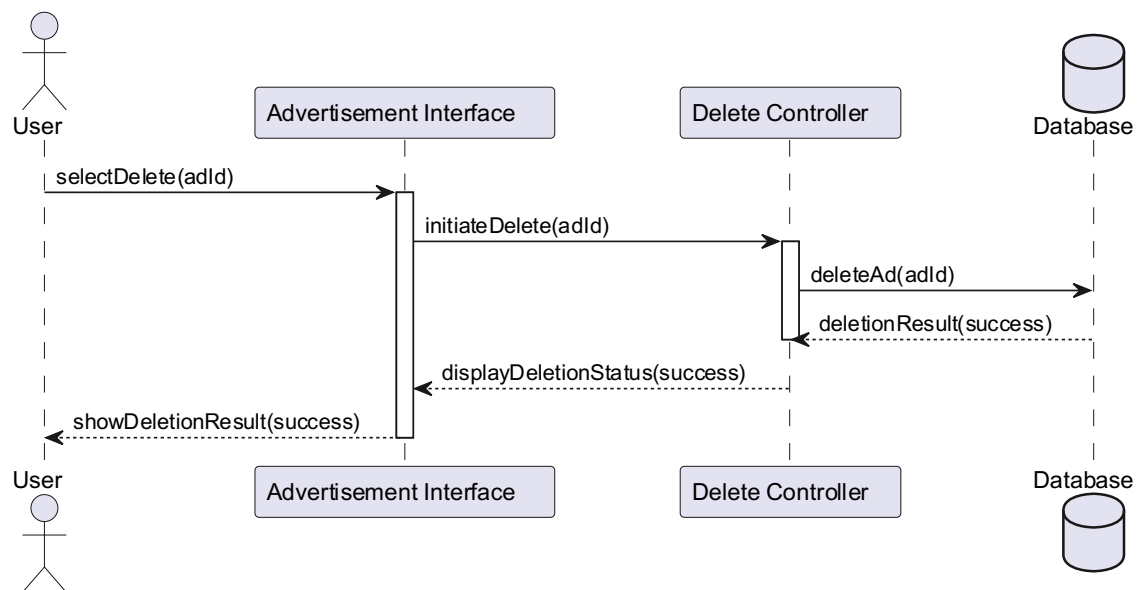 User
Advertisement Interface
Delete Controller
Database
selectDelete(adId)
initiateDelete(adId)
deleteAd(adId)
deletionResult(success)
displayDeletionStatus(success)
showDeletionResult(success)
User
Advertisement Interface
Delete Controller
Database